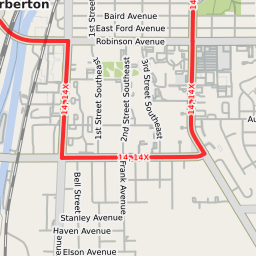 rberton
1st Street
Baird Avenue
East Ford Avenue
Robinson Avenue
14, 14X
14, 14X
1st Street Southeast
2nd Street Southeast
3rd Street Southeast
Au
14, 14X
Bell Street
Frank Avenue
Stanley Avenue
Haven Avenue
Elson Avenue